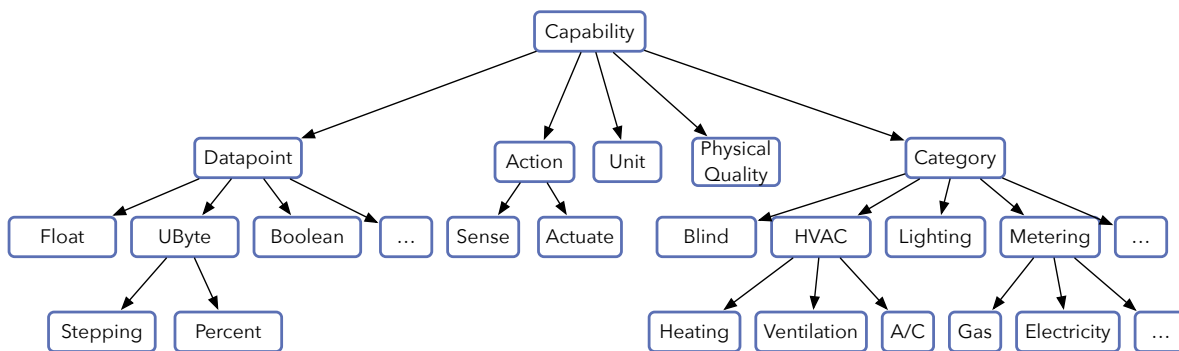 Capability
Datapoint
Action
Unit
Physical
Quality
Category
Float
UByte
Boolean
...
Sense
Actuate
Blind
HVAC
Lighting
Metering
...
Stepping
Percent
Heating
Ventilation
A/C
Gas
Electricity
...